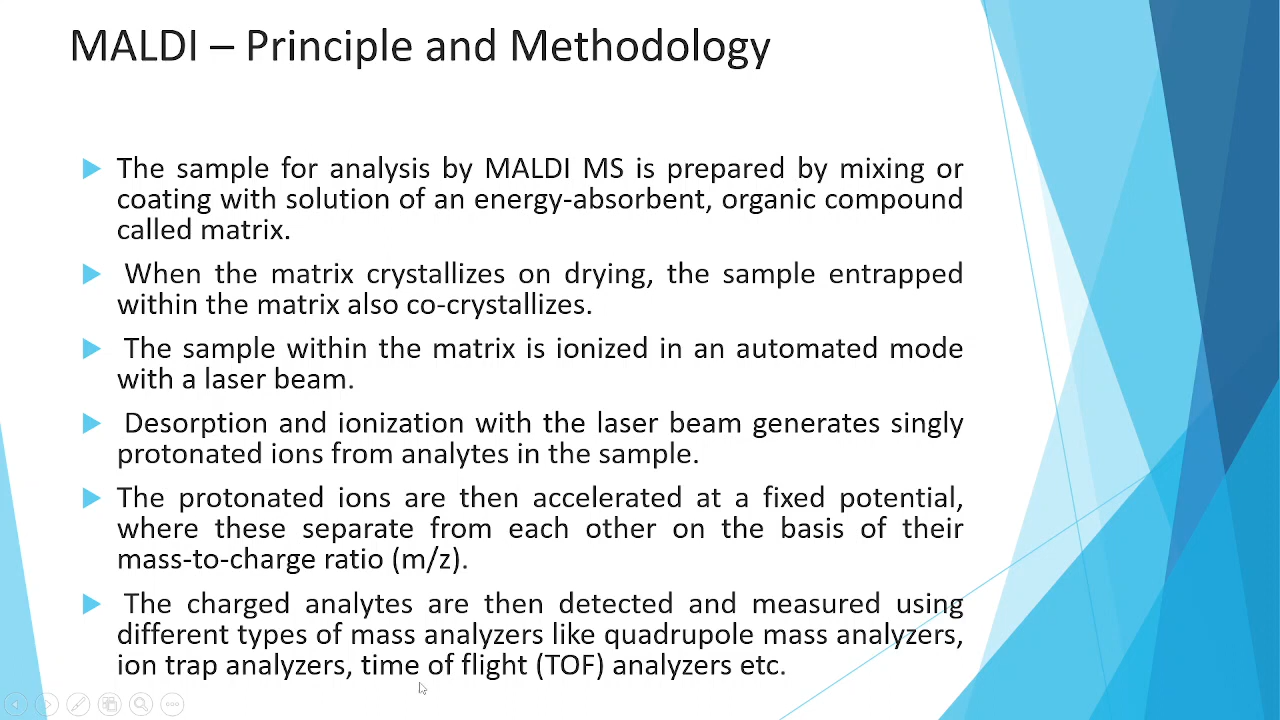 MALDI – Principle and Methodology
The sample for analysis by MALDI MS is prepared by mixing or
coating with solution of an energy-absorbent, organic compound
called matrix.
When the matrix crystallizes on drying, the sample entrapped
within the matrix also co-crystallizes.
The sample within the matrix is ionized in an automated mode
with a laser beam.
Desorption and ionization with the laser beam generates singly
protonated ions from analytes in the sample.
The protonated ions are then accelerated at a fixed potential,
where these separate from each other on the basis of their
mass-to-charge ratio (m/z).
The charged analytes are then detected and measured using
different types of mass analyzers like quadrupole mass analyzers,
ion trap analyzers, time of flight (TOF) analyzers etc.